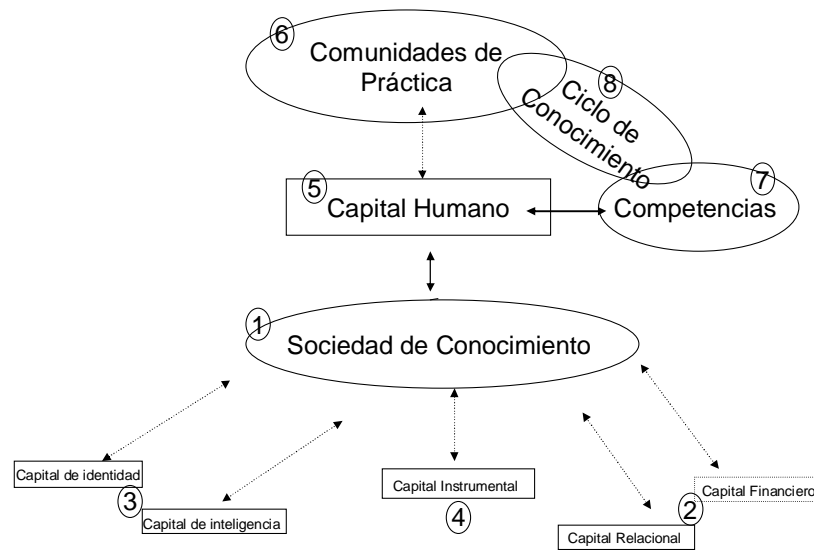 6
Comunidades de
Práctica
8
Ciclo de
Conocimiento
5
Capital Humano
7
Competencias
1
Sociedad de Conocimiento
Capital de identidad
3
Capital de inteligencia
Capital Instrumental
4
Capital Financiero
2
Capital Relacional